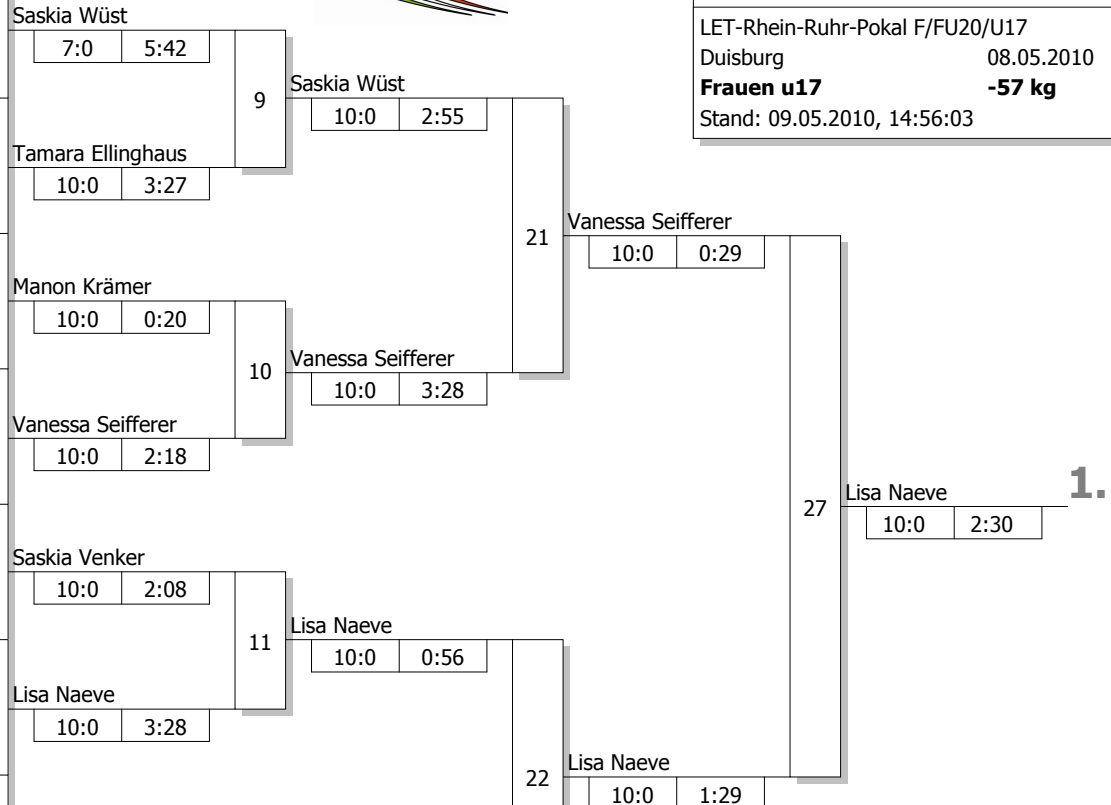 Saskia Wüst
7:0 5:42
LET-Rhein-Ruhr-Pokal F/FU20/U17
Duisburg 08.05.2010
Frauen u17 -57 kg
Stand: 09.05.2010, 14:56:03
9
Saskia Wüst
10:0 2:55
Tamara Ellinghaus
10:0 3:27
21
Vanessa Seifferer
10:0 0:29
Manon Krämer
10:0 0:20
10
Vanessa Seifferer
10:0 3:28
Vanessa Seifferer
10:0 2:18
27
Lisa Naeve
10:0 2:30
1.
Saskia Venker
10:0 2:08
11
Lisa Naeve
10:0 0:56
Lisa Naeve
10:0 3:28
22
Lisa Naeve
10:0 1:29